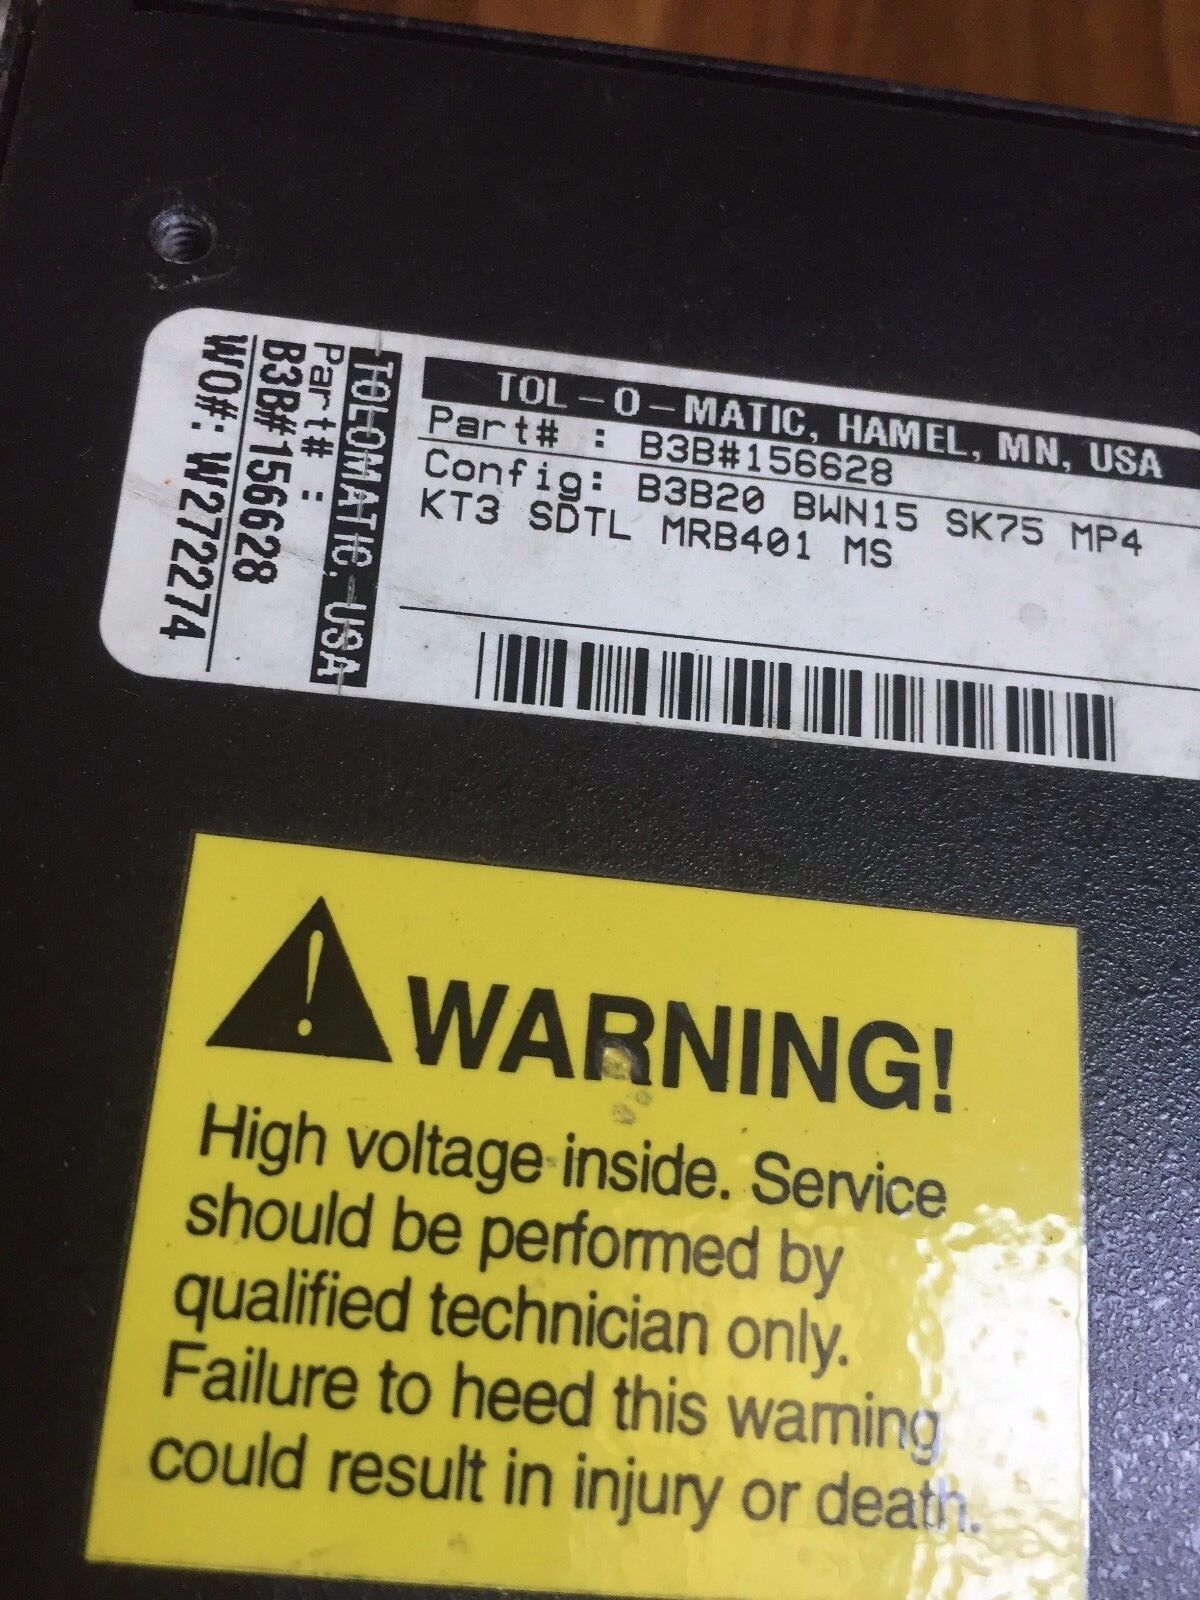 TOL-O-MATIC, HAMEL, MN, USA
Part# : B3B#156628
Config: B3B20 BWN15 SK75 MP4
KT3 SDTL MRB401 MS
TOLOMATIC, USA
Part# :
B3B#156628
WO#: W272274
WARNING!
High voltage inside. Service
should be performed by
qualified technician only.
Failure to heed this warning
could result in injury or death.